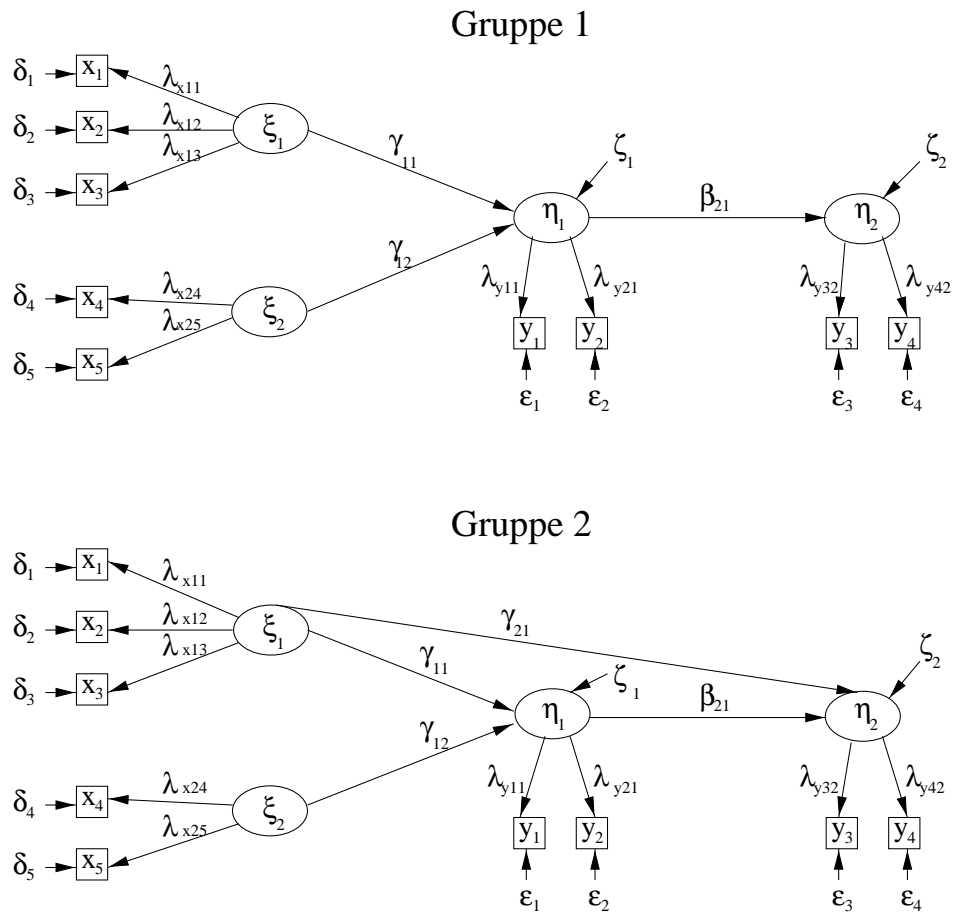 Gruppe 1
δ₁ x₁ λₓ₁₁
δ₂ x₂ λₓ₁₂ ξ₁
δ₃ x₃ λₓ₁₃
γ₁₁
ζ₁ ζ₂
η₁ β₂₁ η₂
γ₁₂
δ₄ x₄ λₓ₂₄ ξ₂
δ₅ x₅ λₓ₂₅
λy₁₁ λy₂₁ λy₃₂ λy₄₂
y₁ y₂ y₃ y₄
ε₁ ε₂ ε₃ ε₄
Gruppe 2
δ₁ x₁ λₓ₁₁
δ₂ x₂ λₓ₁₂ ξ₁
δ₃ x₃ λₓ₁₃
γ₂₁
γ₁₁
ζ₁ ζ₂
η₁ β₂₁ η₂
γ₁₂
δ₄ x₄ λₓ₂₄ ξ₂
δ₅ x₅ λₓ₂₅
λy₁₁ λy₂₁ λy₃₂ λy₄₂
y₁ y₂ y₃ y₄
ε₁ ε₂ ε₃ ε₄